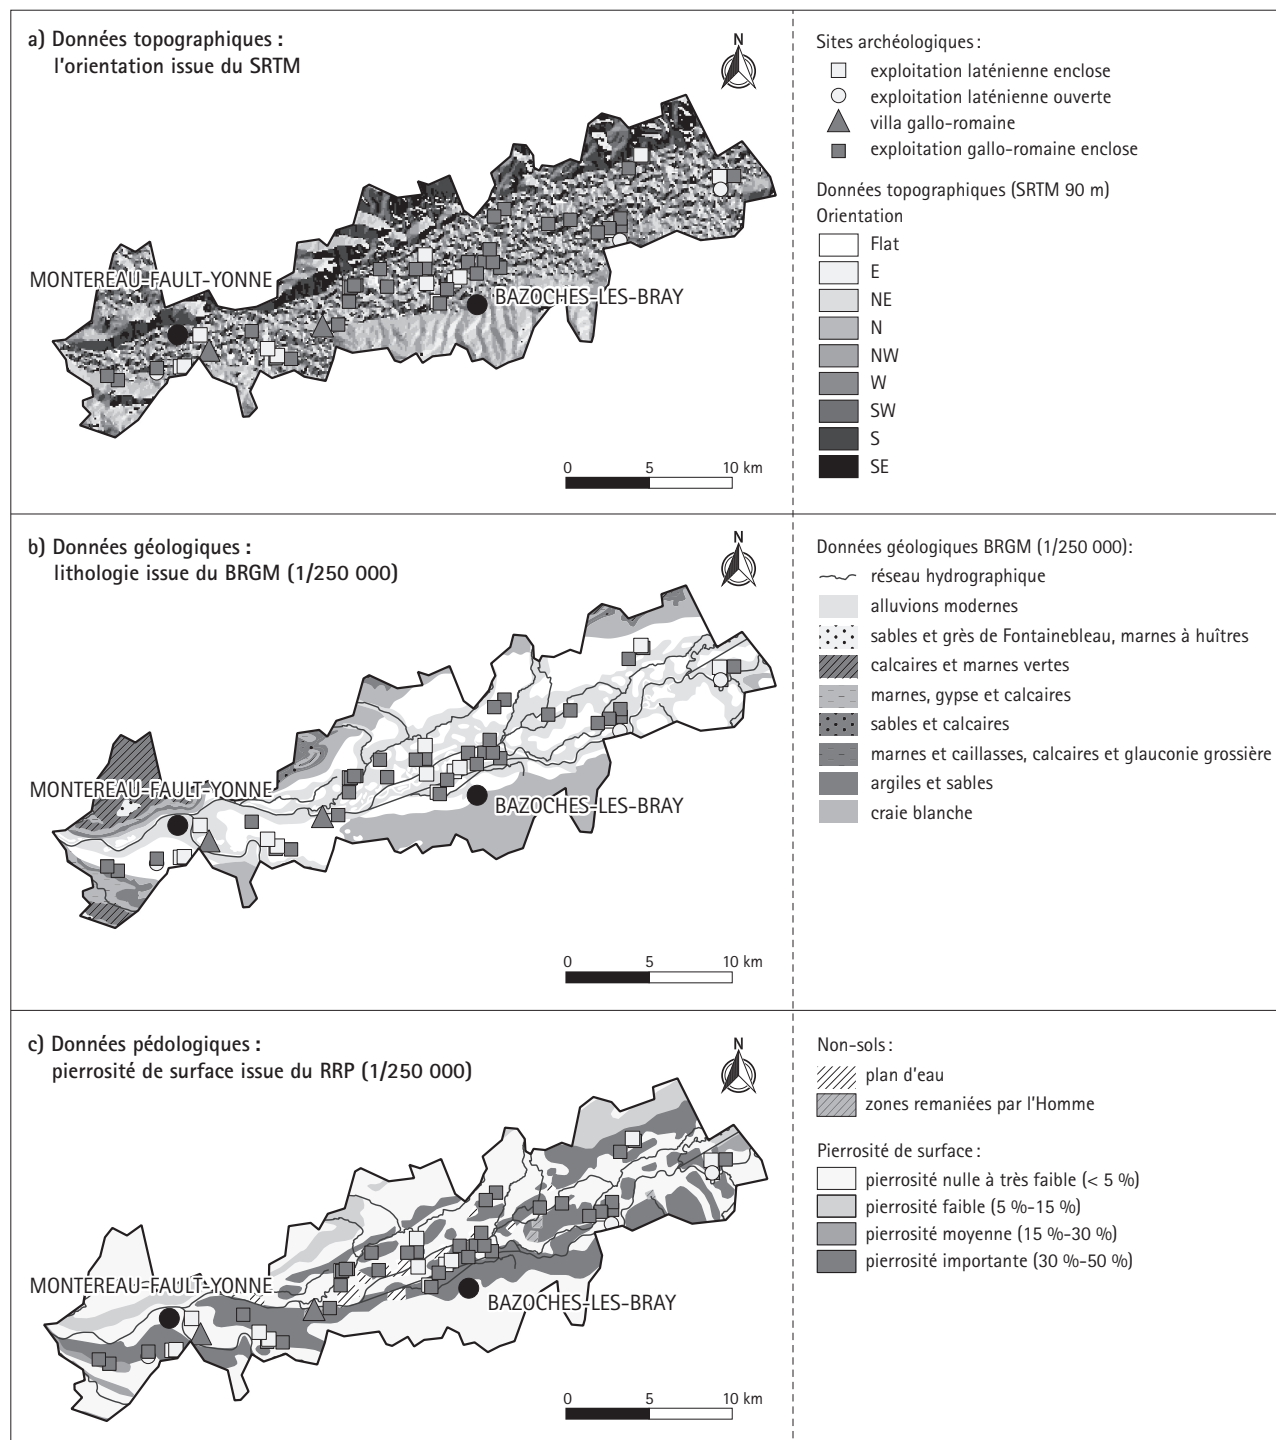 a) Données topographiques :
l'orientation issue du SRTM
N
MONTEREAU-FAULT-YONNE
BAZOCHES-LES-BRAY
0 5 10 km
Sites archéologiques :
exploitation laténienne enclose
exploitation laténienne ouverte
villa gallo-romaine
exploitation gallo-romaine enclose
Données topographiques (SRTM 90 m)
Orientation
Flat
E
NE
N
NW
W
SW
S
SE
b) Données géologiques :
lithologie issue du BRGM (1/250 000)
N
MONTEREAU-FAULT-YONNE
BAZOCHES-LES-BRAY
0 5 10 km
Données géologiques BRGM (1/250 000):
réseau hydrographique
alluvions modernes
sables et grès de Fontainebleau, marnes à huîtres
calcaires et marnes vertes
marnes, gypse et calcaires
sables et calcaires
marnes et caillasses, calcaires et glauconie grossière
argiles et sables
craie blanche
c) Données pédologiques :
pierrosité de surface issue du RRP (1/250 000)
N
MONTEREAU-FAULT-YONNE
BAZOCHES-LES-BRAY
0 5 10 km
Non-sols :
plan d'eau
zones remaniées par l'Homme
Pierrosité de surface :
pierrosité nulle à très faible (< 5 %)
pierrosité faible (5 %-15 %)
pierrosité moyenne (15 %-30 %)
pierrosité importante (30 %-50 %)